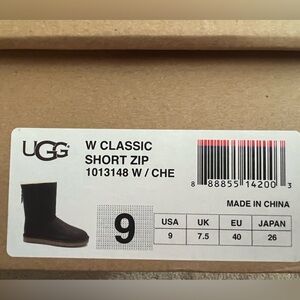 UGG
W CLASSIC
SHORT ZIP
1013148 W / CHE
8 88855 14200 3
MADE IN CHINA
9
USA UK EU JAPAN
9 7.5 40 26